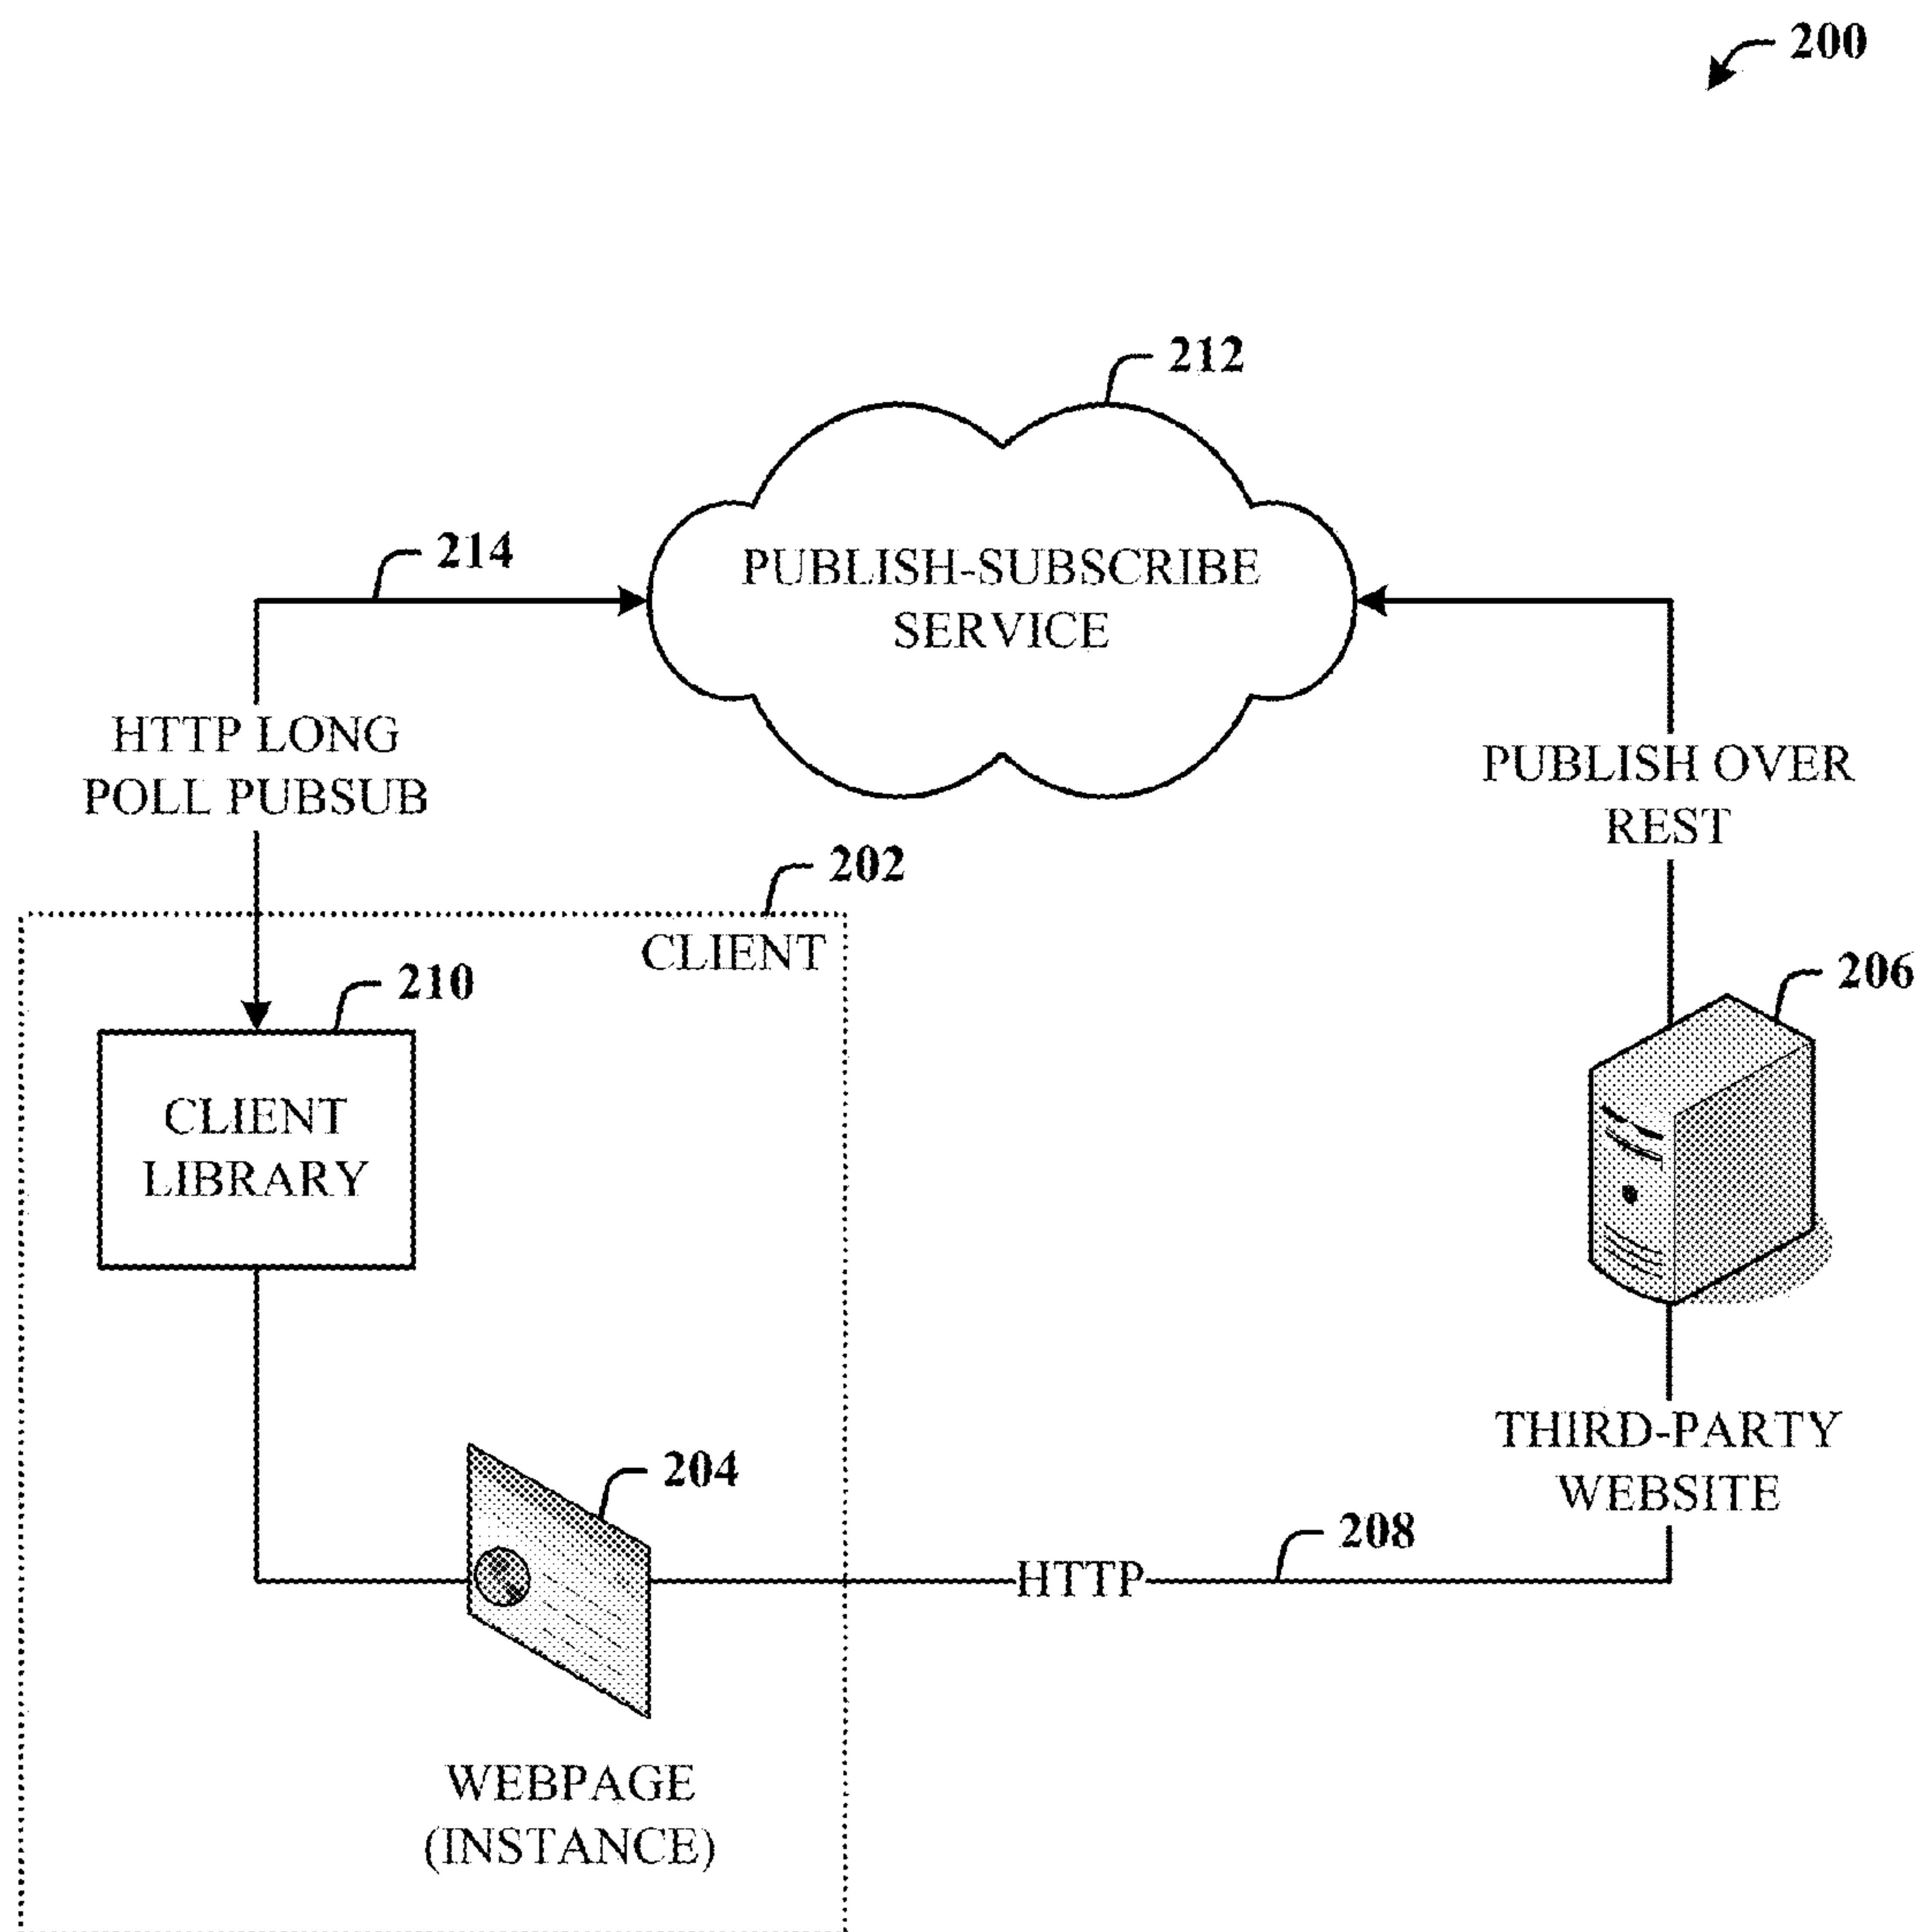 200
212
PUBLISH-SUBSCRIBE
SERVICE
214
HTTP LONG
POLL PUBSUB
PUBLISH OVER
REST
202
CLIENT
210
206
CLIENT
LIBRARY
THIRD-PARTY
WEBSITE
204
208
HTTP
WEBPAGE
(INSTANCE)